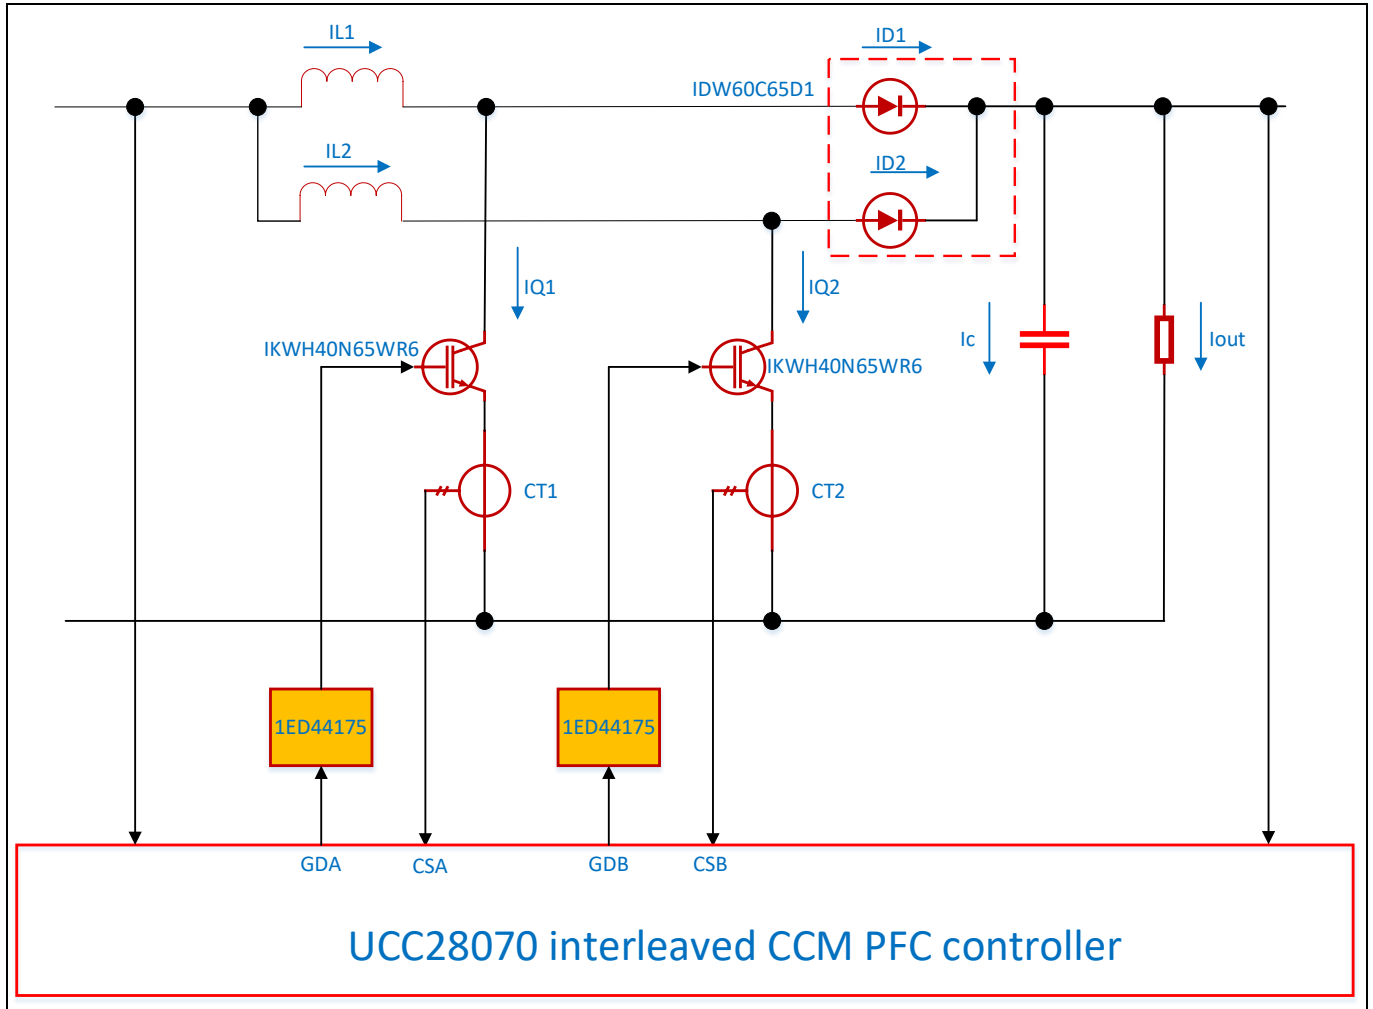 IL1
ID1
IDW60C65D1
IL2
ID2
IQ1
IQ2
IKWH40N65WR6
IKWH40N65WR6
Ic
Iout
CT1
CT2
1ED44175
1ED44175
GDA
CSA
GDB
CSB
UCC28070 interleaved CCM PFC controller